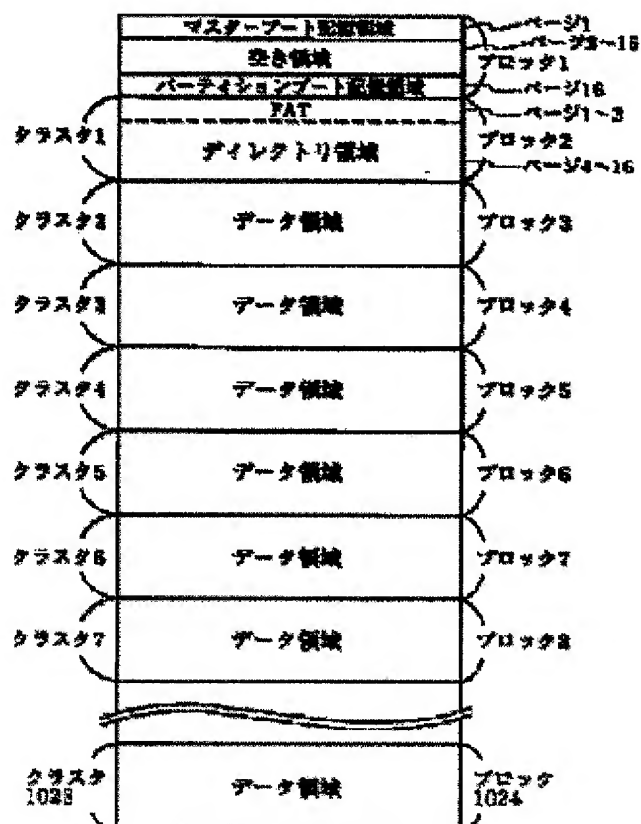 マスターブート記録領域
ページ1
空き領域
ページ2~15
ブロック1
パーティションブート記録領域
ページ16
FAT
ページ1~3
クラスタ1
ディレクトリ領域
ブロック2
ページ4~16
クラスタ2
データ領域
ブロック3
クラスタ3
データ領域
ブロック4
クラスタ4
データ領域
ブロック5
クラスタ5
データ領域
ブロック6
クラスタ6
データ領域
ブロック7
クラスタ7
データ領域
ブロック8
クラスタ
1023
データ領域
ブロック
1024